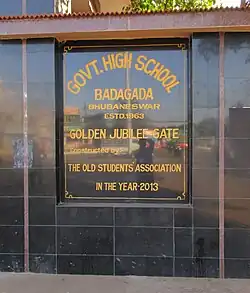 GOVT. HIGH SCHOOL
BADAGADA
BHUBANESWAR
ESTD.1963
GOLDEN JUBILEE GATE
Constructed by:
THE OLD STUDENTS ASSOCIATION
IN THE YEAR-2013